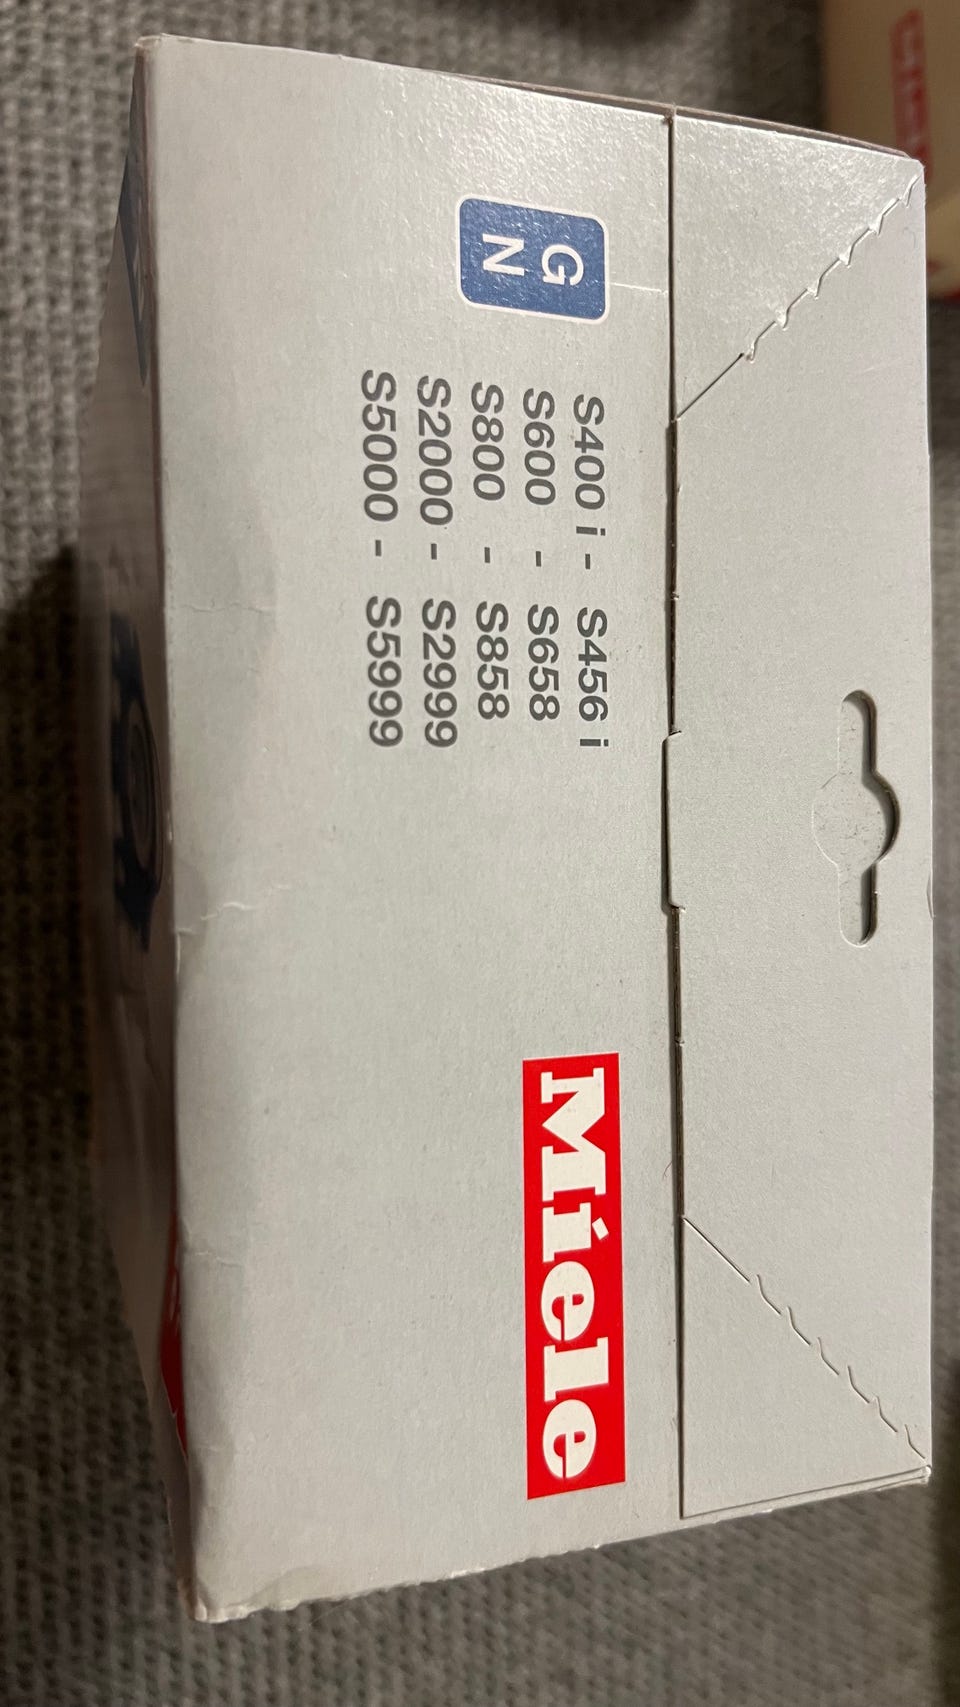 G
N
S400 i - S456 i
S600 - S658
S800 - S858
S2000 - S2999
S5000 - S5999
Miele